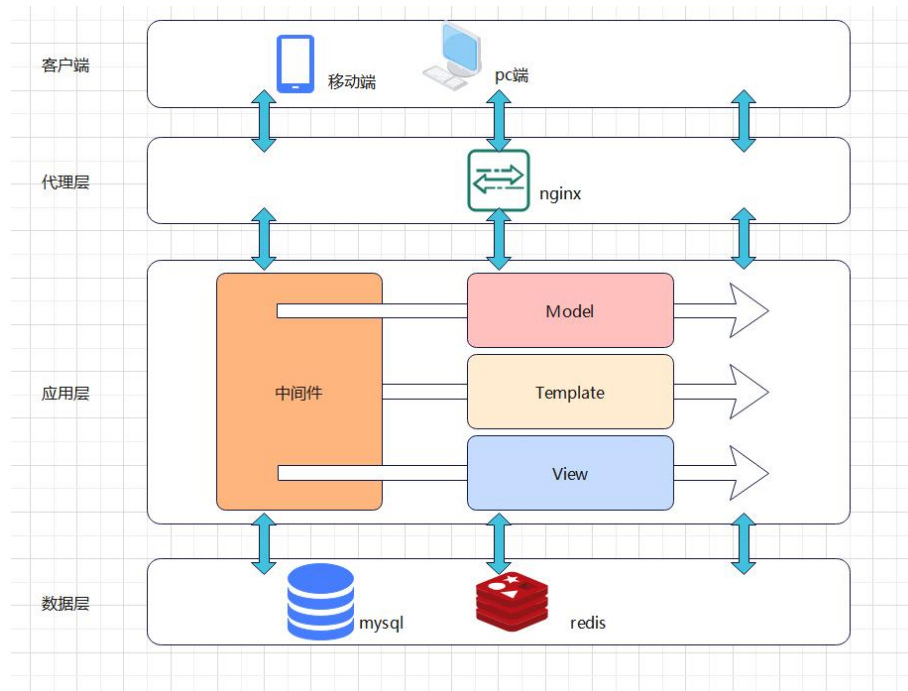 客户端
移动端
pc端
代理层
nginx
应用层
中间件
Model
Template
View
数据层
mysql
redis